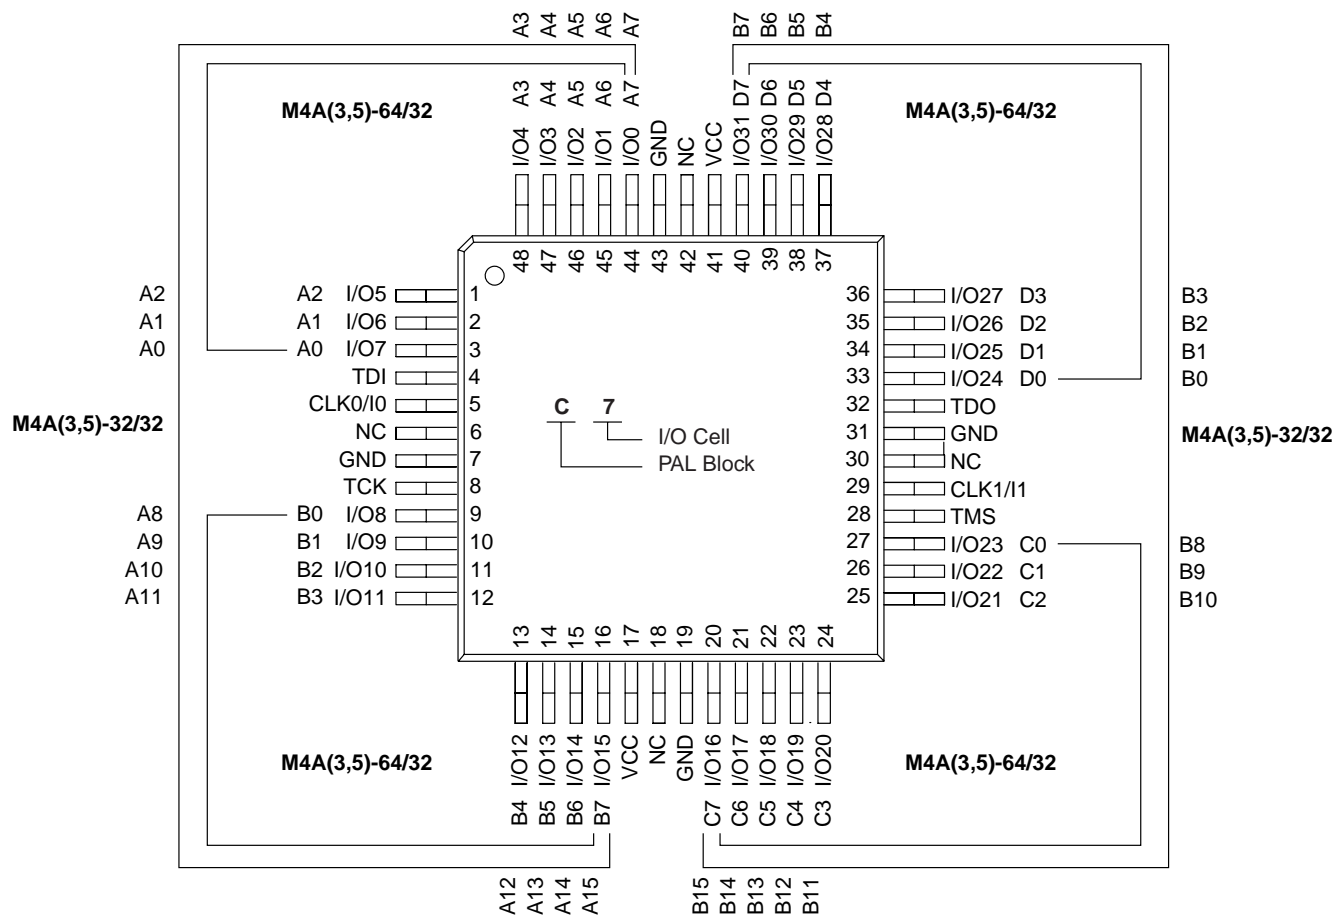 A3 A4 A5 A6 A7 B7 B6 B5 B4
A3 A4 A5 A6 A7 D7 D6 D5 D4
M4A(3,5)-64/32 M4A(3,5)-64/32
I/O4 I/O3 I/O2 I/O1 I/O0 GND NC VCC I/O31 I/O30 I/O29 I/O28
48 47 46 45 44 43 42 41 40 39 38 37
A2 A2 I/O5 1 36 I/O27 D3 B3
A1 A1 I/O6 2 35 I/O26 D2 B2
A0 A0 I/O7 3 34 I/O25 D1 B1
TDI 4 33 I/O24 D0 B0
CLK0/I0 5 32 TDO
M4A(3,5)-32/32 M4A(3,5)-32/32
C 7
NC 6 31 GND
I/O Cell
GND 7 30 NC
PAL Block
TCK 8 29 CLK1/I1
A8 B0 I/O8 9 28 TMS
A9 B1 I/O9 10 27 I/O23 C0 B8
A10 B2 I/O10 11 26 I/O22 C1 B9
A11 B3 I/O11 12 25 I/O21 C2 B10
13 14 15 16 17 18 19 20 21 22 23 24
I/O12 I/O13 I/O14 I/O15 VCC NC GND I/O16 I/O17 I/O18 I/O19 I/O20
M4A(3,5)-64/32 M4A(3,5)-64/32
B4 B5 B6 B7 C7 C6 C5 C4 C3
A12 A13 A14 A15 B15 B14 B13 B12 B11